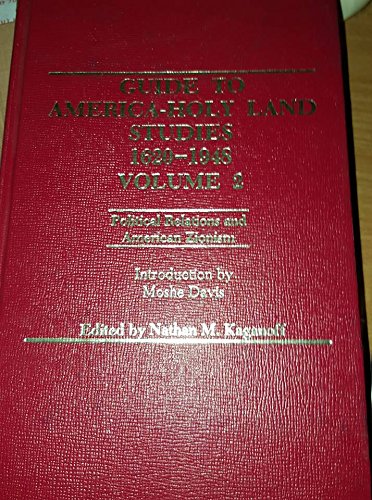 GUIDE TO
AMERICA-HOLY LAND
STUDIES
1620-1948
VOLUME 2
Political Relations and
American Zionism
Introduction by
Moshe Davis
Edited by Nathan M. Kaganoff